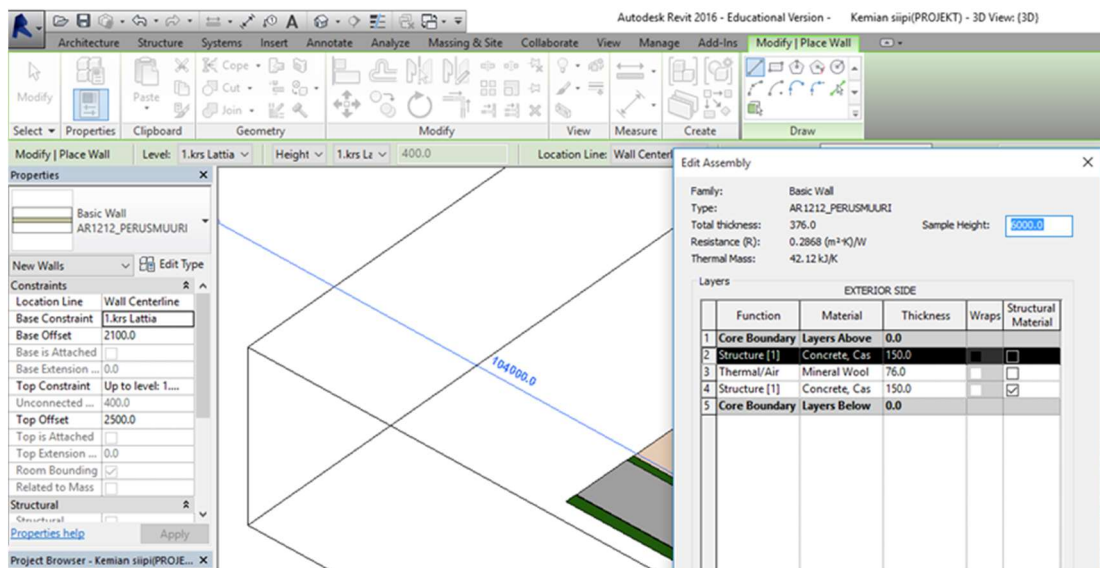 Autodesk Revit 2016 - Educational Version - Kemian siipi(PROJEKT) - 3D View: {3D}
Architecture Structure Systems Insert Annotate Analyze Massing & Site Collaborate View Manage Add-Ins Modify | Place Wall
Modify
Paste
Cope
Cut
Join
Select Properties Clipboard Geometry Modify View Measure Create Draw
Modify | Place Wall Level: 1.krs Lattia Height 1.krs La 400.0 Location Line: Wall Center
Properties
Basic Wall
AR1212_PERUSMUURI
New Walls Edit Type
Constraints
Location Line Wall Centerline
Base Constraint 1.krs Lattia
Base Offset 2100.0
Base is Attached
Base Extension ... 0.0
Top Constraint Up to level: 1....
Unconnected ... 400.0
Top Offset 2500.0
Top is Attached
Top Extension ... 0.0
Room Bounding
Related to Mass
Structural
Structural
Properties help Apply
Project Browser - Kemian siipi(PROJE...
104000.0
Edit Assembly
Family: Basic Wall
Type: AR1212_PERUSMUURI
Total thickness: 376.0 Sample Height: 6000.0
Resistance (R): 0.2868 (m²·K)/W
Thermal Mass: 42.12 kJ/K
Layers
EXTERIOR SIDE
Function Material Thickness Wraps Structural Material
1 Core Boundary Layers Above 0.0
2 Structure [1] Concrete, Cas 150.0
3 Thermal/Air Mineral Wool 76.0
4 Structure [1] Concrete, Cas 150.0
5 Core Boundary Layers Below 0.0